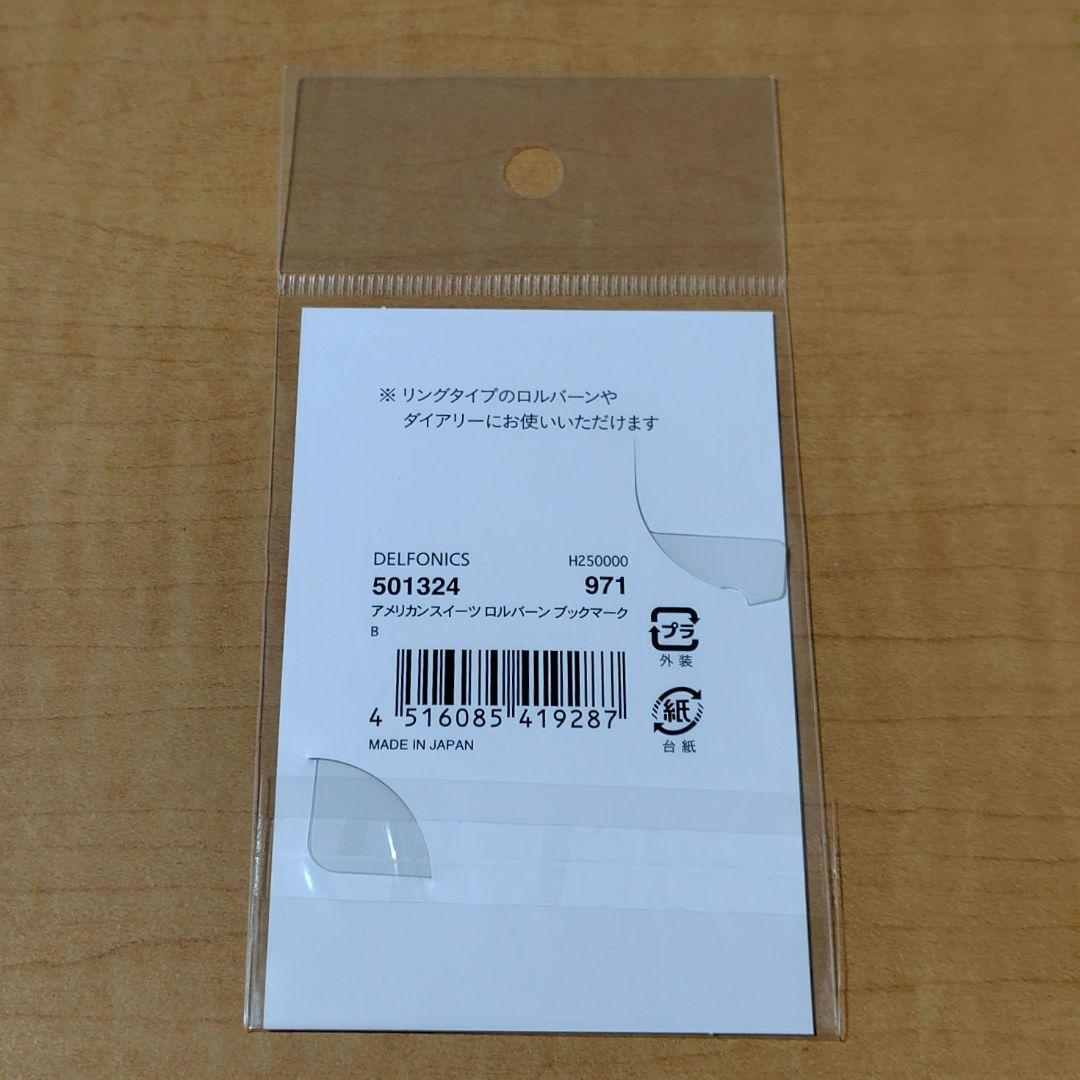 ※ リングタイプのロルバーンや
ダイアリーにお使いいただけます
DELFONICS H250000
501324 971
アメリカンスイーツ ロルバーン ブックマーク
B
プラ
外装
4 516085 419287
紙
台紙
MADE IN JAPAN